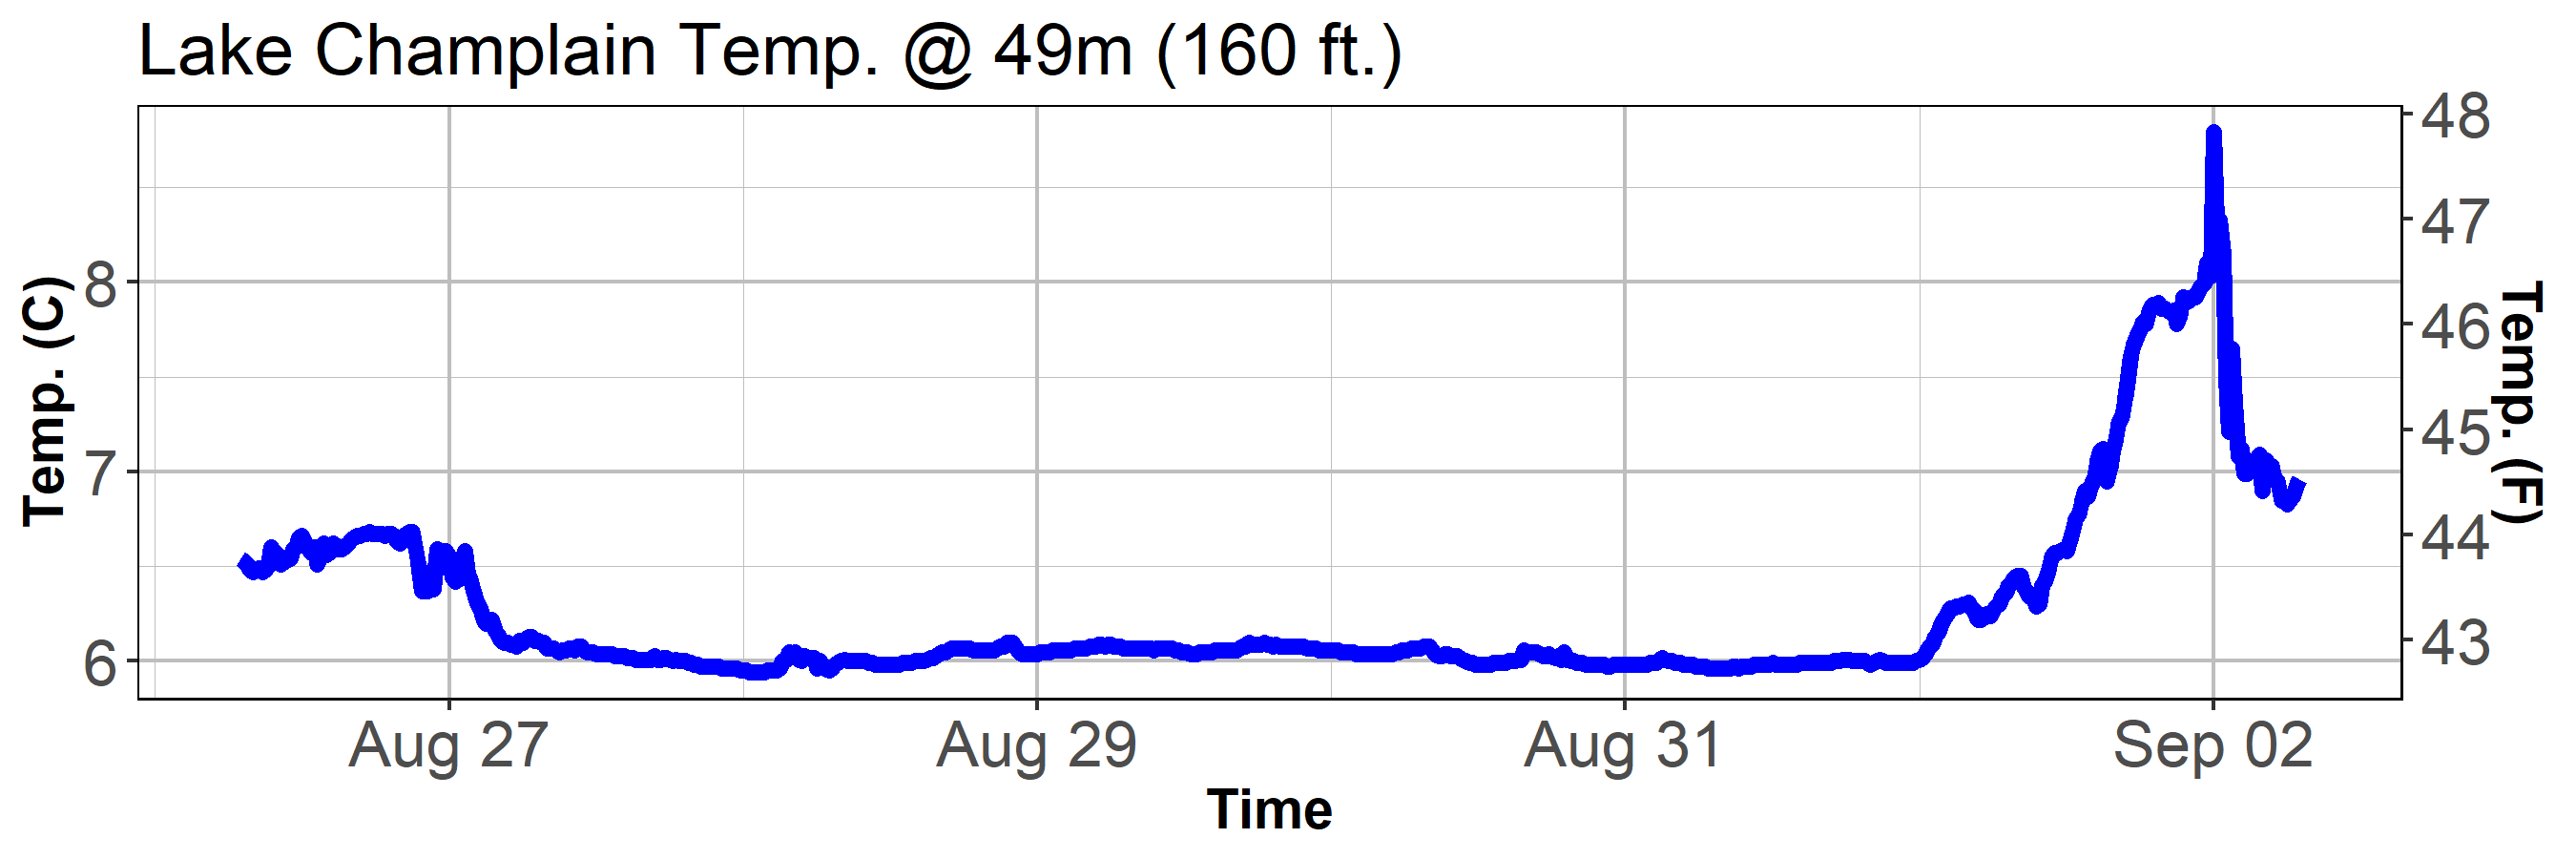 Lake Champlain Temp. @ 49m (160 ft.)
Temp. (C)
8
7
6
48
47
46
45
44
43
Temp. (F)
Aug 27
Aug 29
Aug 31
Sep 02
Time